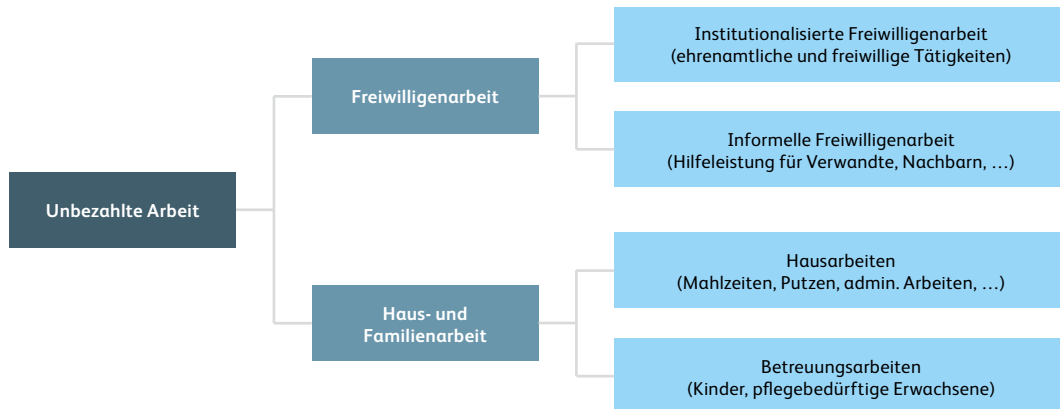 Unbezahlte Arbeit
Freiwilligenarbeit
Institutionalisierte Freiwilligenarbeit
(ehrenamtliche und freiwillige Tätigkeiten)
Informelle Freiwilligenarbeit
(Hilfeleistung für Verwandte, Nachbarn, …)
Haus- und
Familienarbeit
Hausarbeiten
(Mahlzeiten, Putzen, admin. Arbeiten, …)
Betreuungsarbeiten
(Kinder, pflegebedürftige Erwachsene)